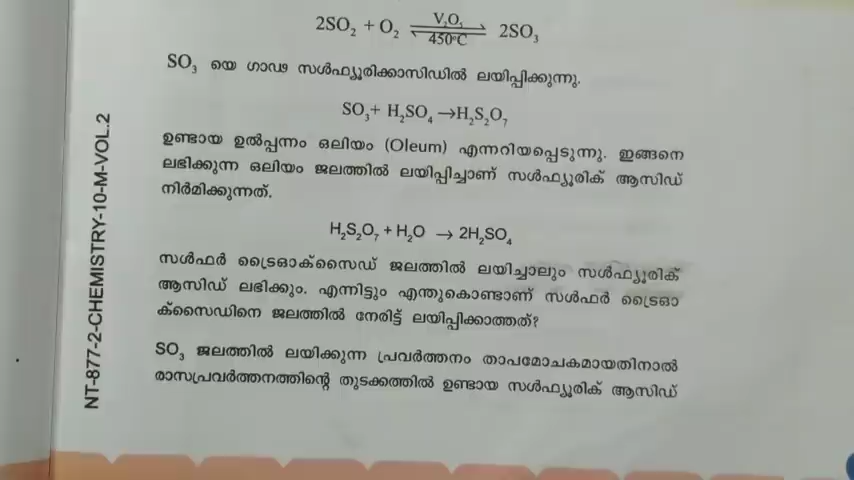 2SO₂ + O₂ ⇌ 2SO₃
V₂O₅
450°C
SO₃ യെ ഗാഢ സൾഫ്യൂരിക്കാസിഡിൽ ലയിപ്പിക്കുന്നു.
SO₃+ H₂SO₄ →H₂S₂O₇
ഉണ്ടായ ഉൽപ്പന്നം ഒലിയം (Oleum) എന്നറിയപ്പെടുന്നു. ഇങ്ങനെ
ലഭിക്കുന്ന ഒലിയം ജലത്തിൽ ലയിപ്പിച്ചാണ് സൾഫ്യൂരിക് ആസിഡ്
നിർമിക്കുന്നത്.
H₂S₂O₇ + H₂O → 2H₂SO₄
സൾഫർ ട്രൈഓക്സൈഡ് ജലത്തിൽ ലയിച്ചാലും സൾഫ്യൂരിക്
ആസിഡ് ലഭിക്കും. എന്നിട്ടും എന്തുകൊണ്ടാണ് സൾഫർ ട്രൈഓ
ക്സൈഡിനെ ജലത്തിൽ നേരിട്ട് ലയിപ്പിക്കാത്തത്?
SO₃ ജലത്തിൽ ലയിക്കുന്ന പ്രവർത്തനം താപമോചകമായതിനാൽ
രാസപ്രവർത്തനത്തിന്റെ തുടക്കത്തിൽ ഉണ്ടായ സൾഫ്യൂരിക് ആസിഡ്
NT-877-2-CHEMISTRY-10-M-VOL.2